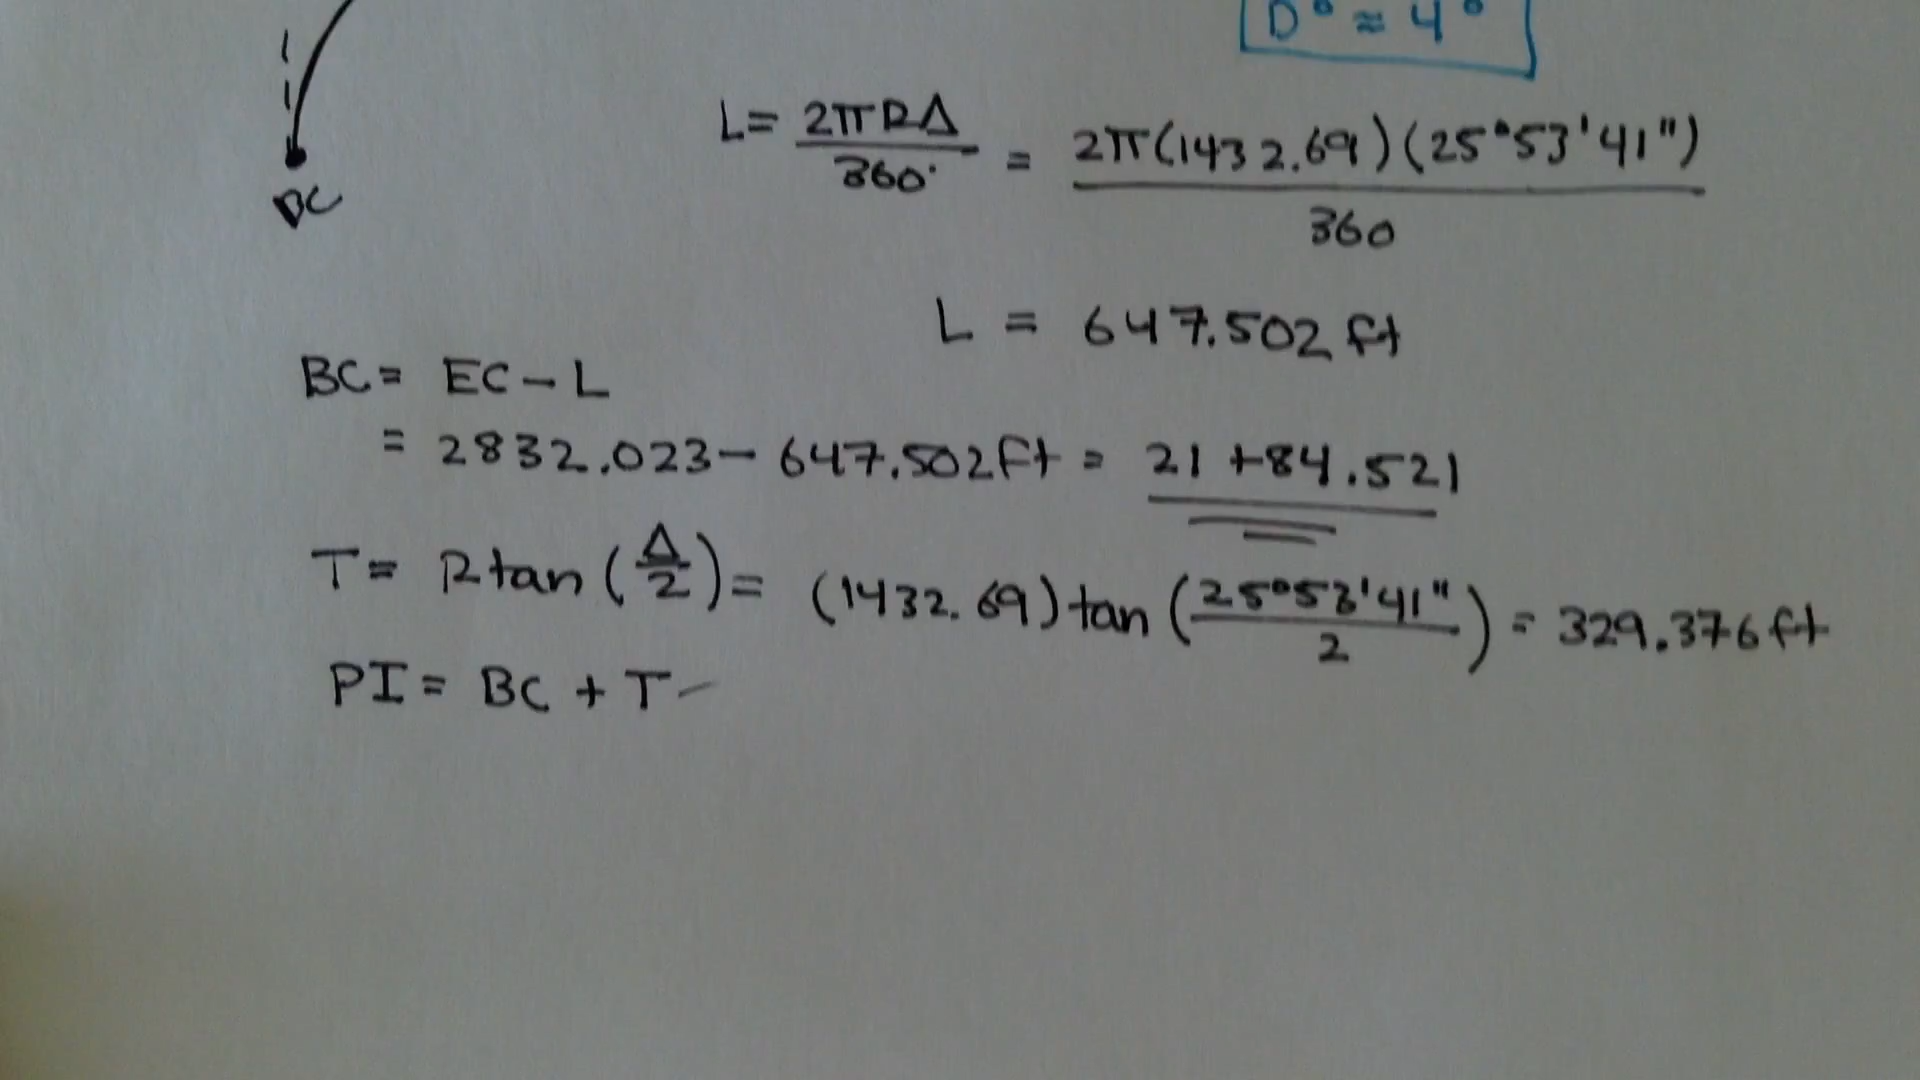 D° ≈ 4°
BC
L = 2πRΔ / 360° = 2π(1432.69)(25°53'41") / 360
L = 647.502 ft
BC = EC - L
= 2832.023 - 647.502 ft = 21+84.521
T = R tan (Δ/2) = (1432.69) tan (25°53'41" / 2) = 329.376 ft
PI = BC + T -